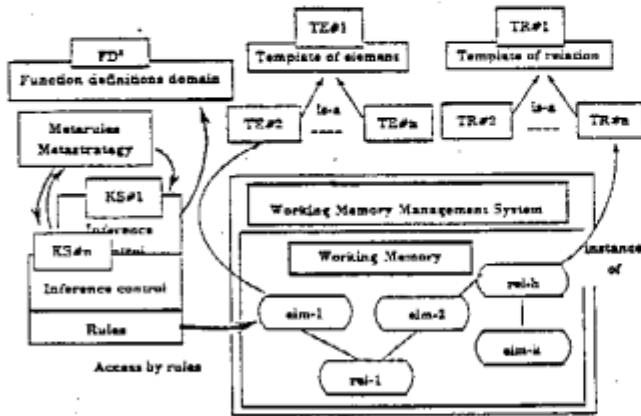 TE#1
TR#1
FD²
Template of element
Template of relation
Function definitions domain
TE#2
is-a
TE#n
TR#2
is-a
TR#n
Metarules
Metastrategy
KS#1
Inference
KS#n
Working Memory Management System
Working Memory
instance
of
Inference control
elm-1
elm-2
rel-h
Rules
Access by rules
rel-1